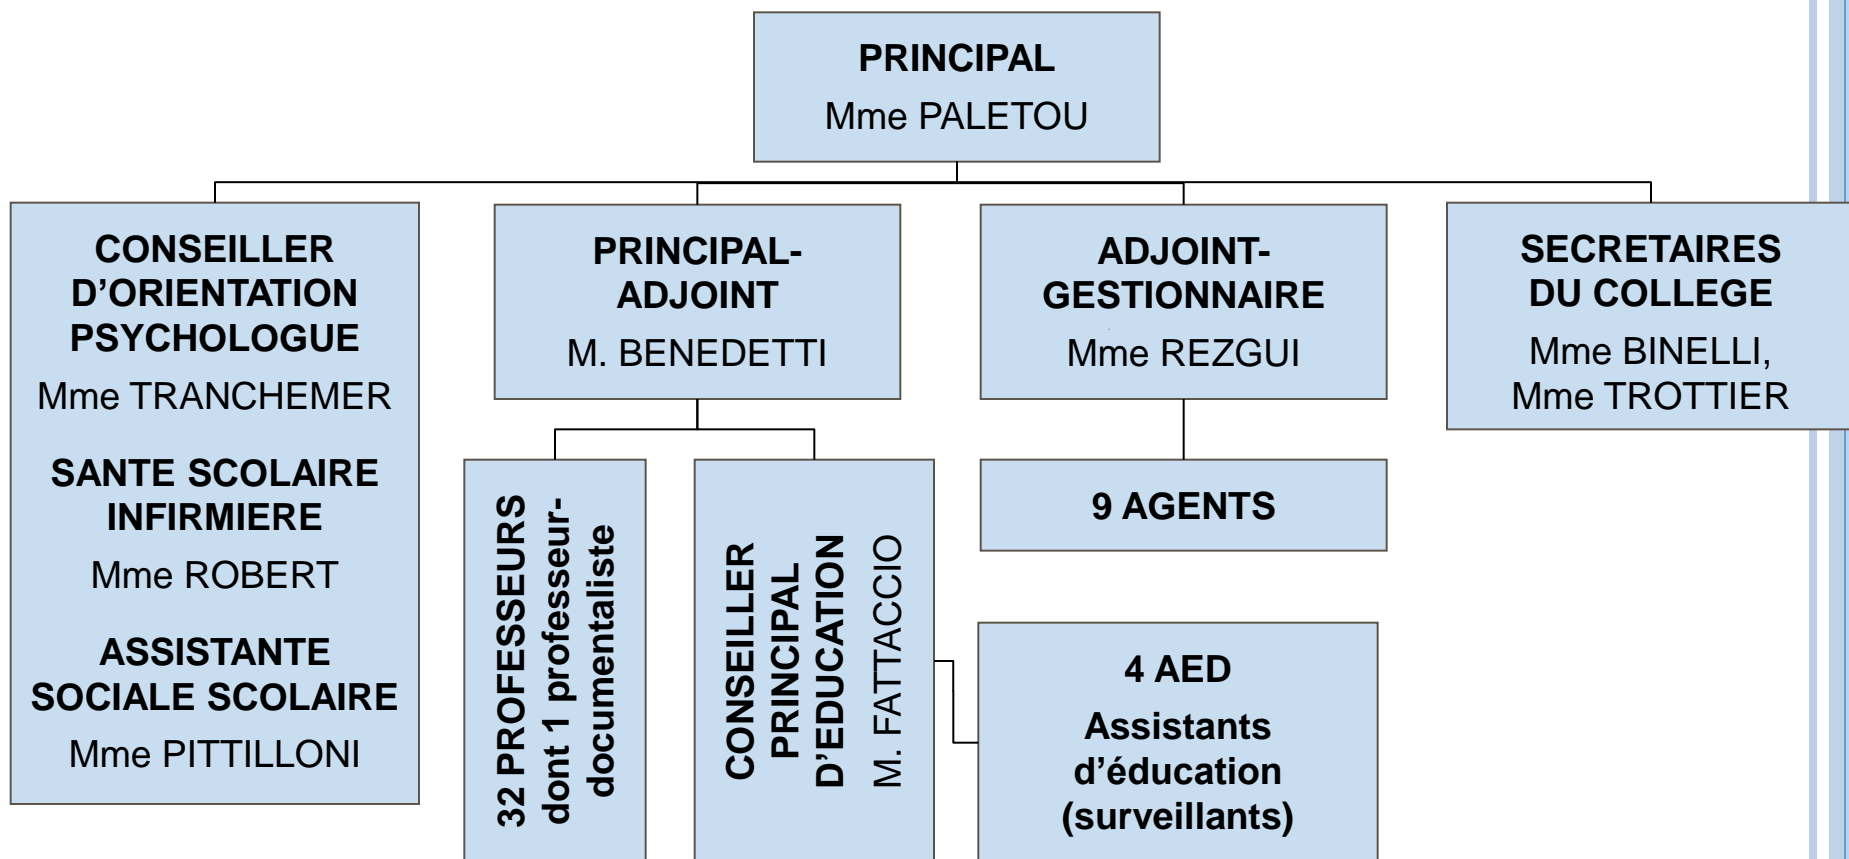 PRINCIPAL
Mme PALETOU
CONSEILLER
D’ORIENTATION
PSYCHOLOGUE
Mme TRANCHEMER
SANTE SCOLAIRE
INFIRMIERE
Mme ROBERT
ASSISTANTE
SOCIALE SCOLAIRE
Mme PITTILLONI
PRINCIPAL-
ADJOINT
M. BENEDETTI
32 PROFESSEURS
dont 1 professeur-
documentaliste
CONSEILLER
PRINCIPAL
D’EDUCATION
M. FATTACCIO
4 AED
Assistants
d’éducation
(surveillants)
ADJOINT-
GESTIONNAIRE
Mme REZGUI
9 AGENTS
SECRETAIRES
DU COLLEGE
Mme BINELLI,
Mme TROTTIER